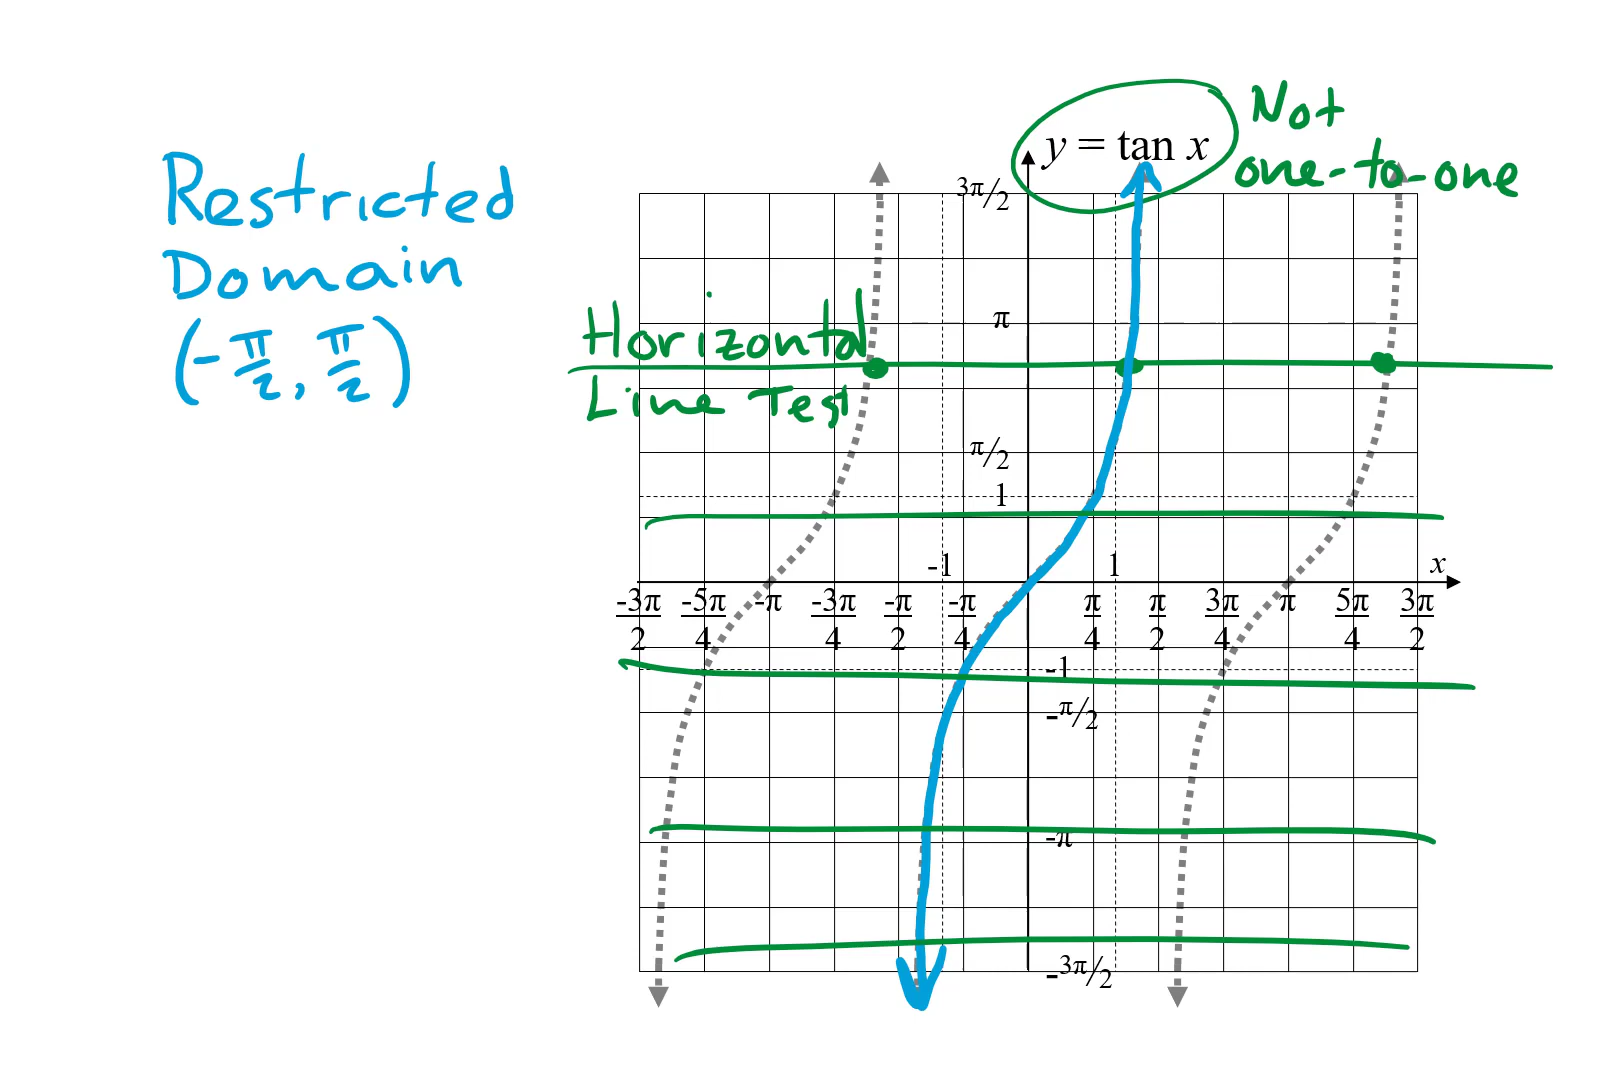 y = tan x
Not
one-to-one
Restricted
Domain
(-π/2, π/2)
Horizontal
Line Test
3π/2
π
π/2
1
-1 1 x
-3π/2 -5π/4 -π -3π/4 -π/2 -π/4 π/4 π/2 3π/4 π 5π/4 3π/2
-1
-π/2
-π
-3π/2